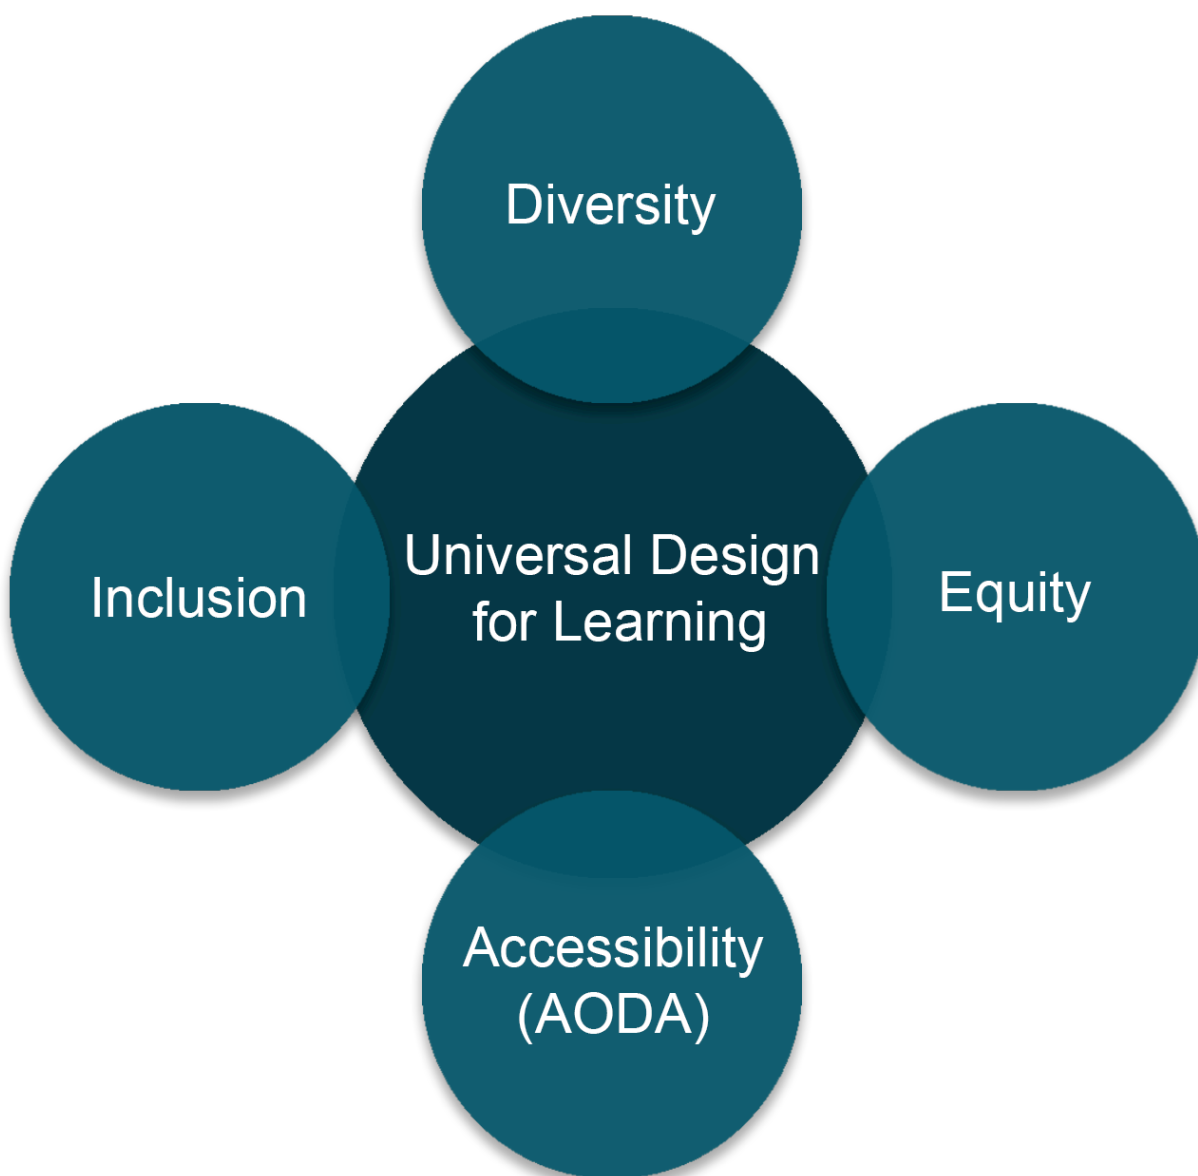 Diversity
Inclusion
Universal Design
for Learning
Equity
Accessibility
(AODA)